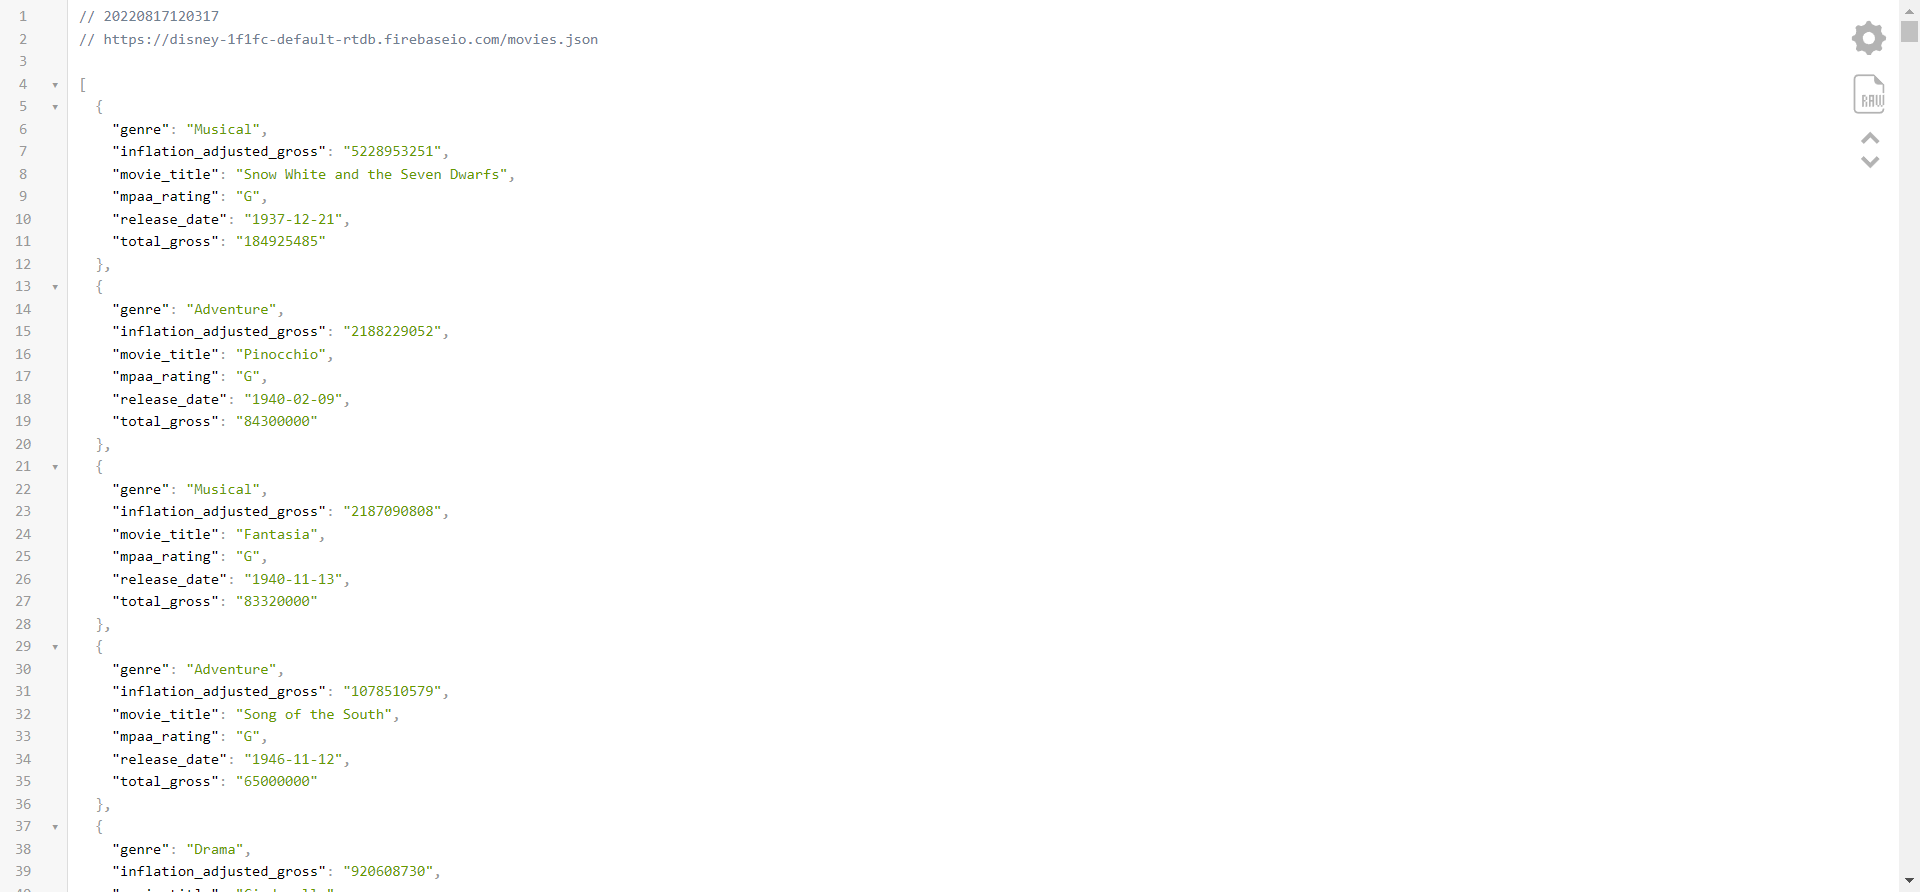 1 // 20220817120317
2 // https://disney-1f1fc-default-rtdb.firebaseio.com/movies.json
3
4 [
5 {
6 "genre": "Musical",
7 "inflation_adjusted_gross": "5228953251",
8 "movie_title": "Snow White and the Seven Dwarfs",
9 "mpaa_rating": "G",
10 "release_date": "1937-12-21",
11 "total_gross": "184925485"
12 },
13 {
14 "genre": "Adventure",
15 "inflation_adjusted_gross": "2188229052",
16 "movie_title": "Pinocchio",
17 "mpaa_rating": "G",
18 "release_date": "1940-02-09",
19 "total_gross": "84300000"
20 },
21 {
22 "genre": "Musical",
23 "inflation_adjusted_gross": "2187090808",
24 "movie_title": "Fantasia",
25 "mpaa_rating": "G",
26 "release_date": "1940-11-13",
27 "total_gross": "83320000"
28 },
29 {
30 "genre": "Adventure",
31 "inflation_adjusted_gross": "1078510579",
32 "movie_title": "Song of the South",
33 "mpaa_rating": "G",
34 "release_date": "1946-11-12",
35 "total_gross": "65000000"
36 },
37 {
38 "genre": "Drama",
39 "inflation_adjusted_gross": "920608730",
RAW